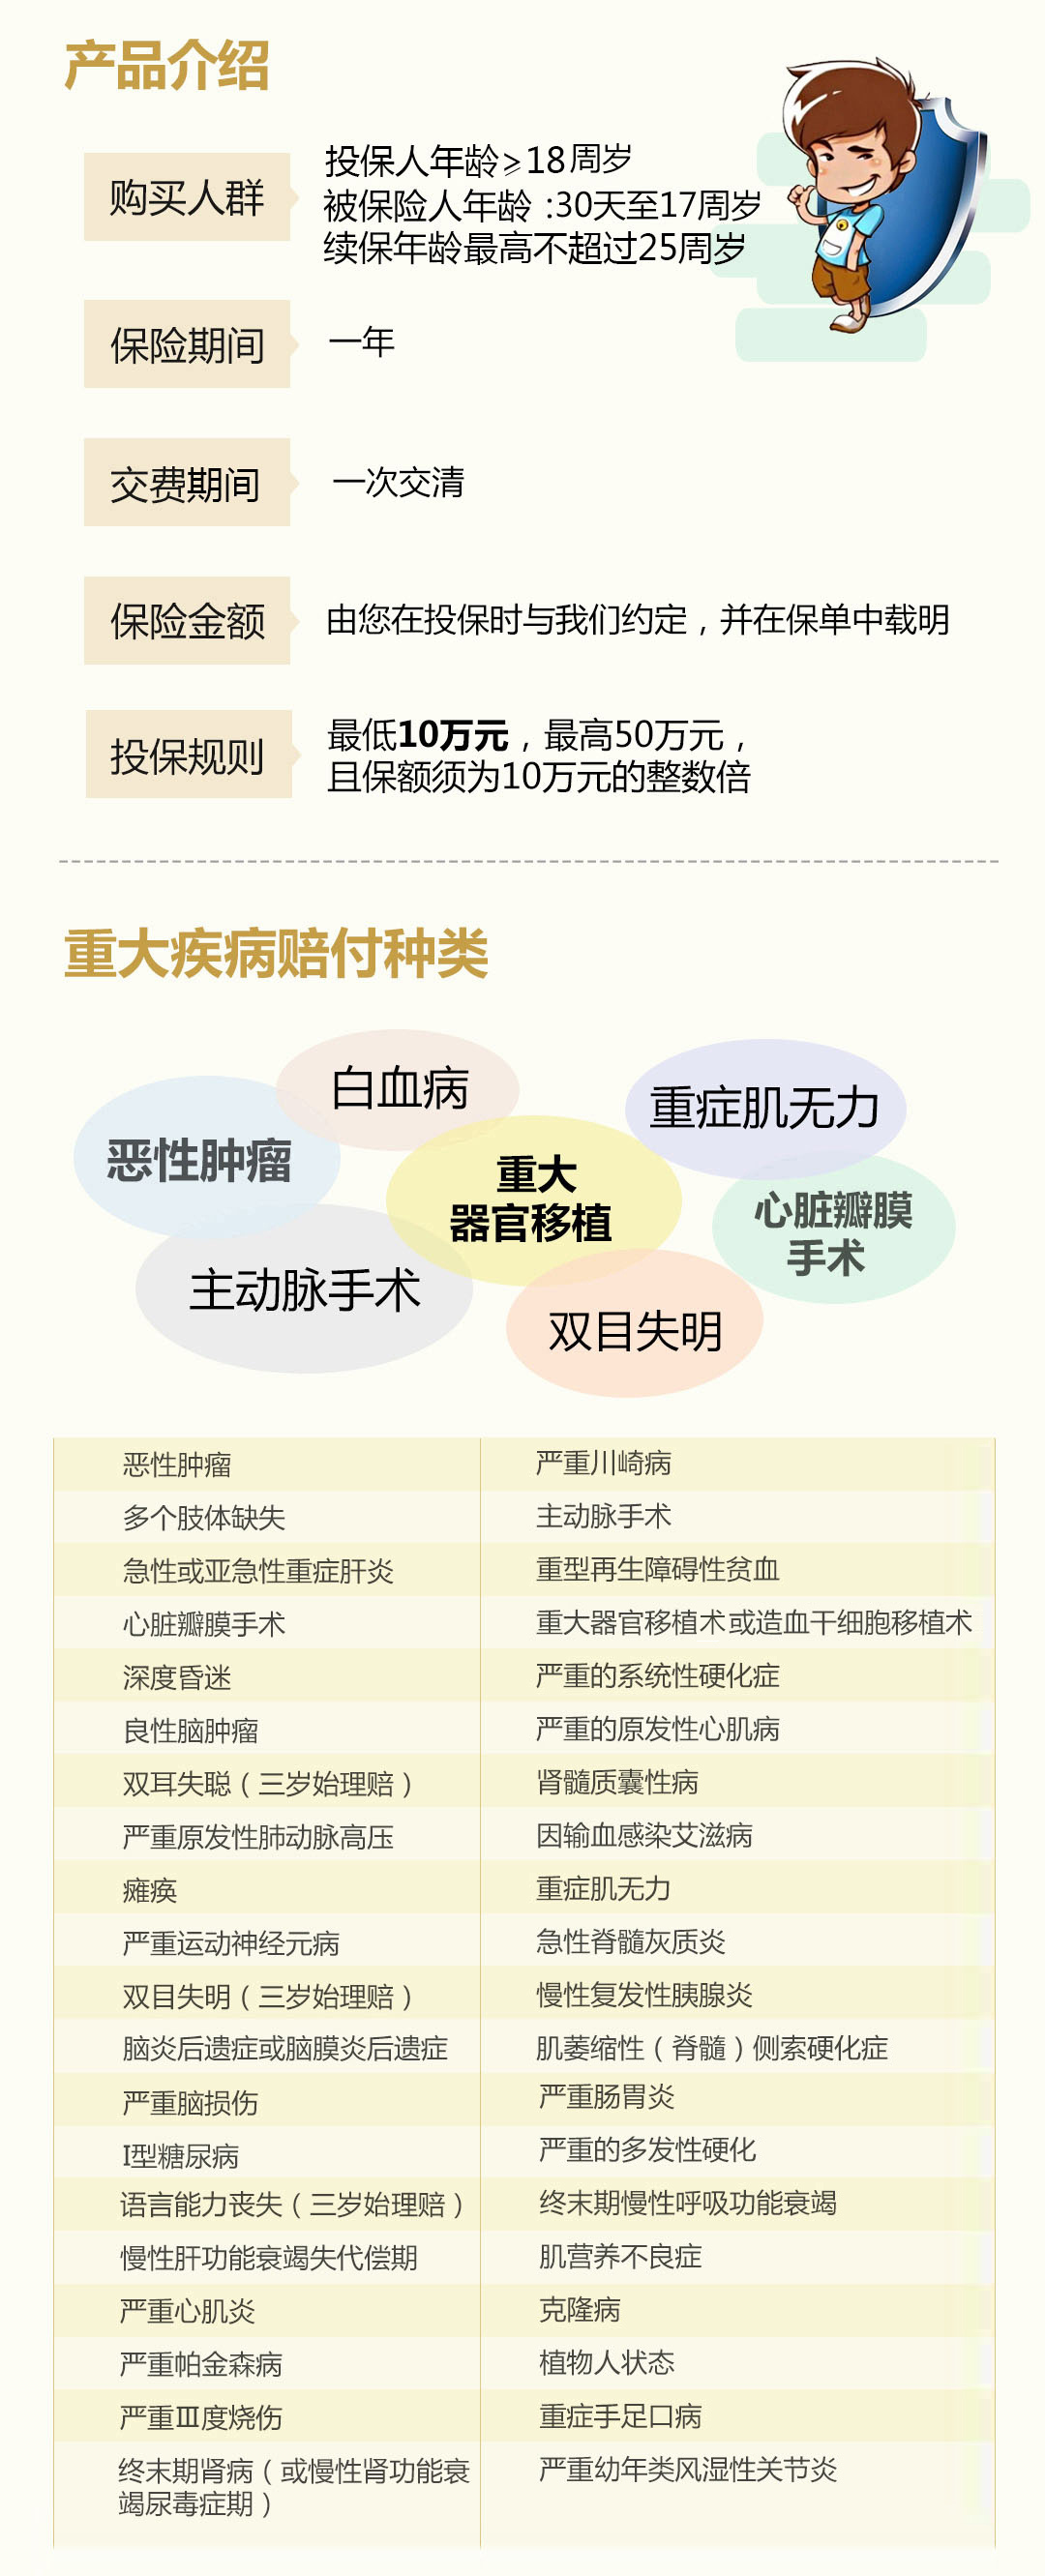 产品介绍
购买人群
投保人年龄≥18周岁
被保险人年龄:30天至17周岁
续保年龄最高不超过25周岁
保险期间
一年
交费期间
一次交清
保险金额
由您在投保时与我们约定，并在保单中载明
投保规则
最低10万元，最高50万元，
且保额须为10万元的整数倍
重大疾病赔付种类
白血病
重症肌无力
恶性肿瘤
重大
器官移植
心脏瓣膜
手术
主动脉手术
双目失明
恶性肿瘤
严重川崎病
多个肢体缺失
主动脉手术
急性或亚急性重症肝炎
重型再生障碍性贫血
心脏瓣膜手术
重大器官移植术或造血干细胞移植术
深度昏迷
严重的系统性硬化症
良性脑肿瘤
严重的原发性心肌病
双耳失聪（三岁始理赔）
肾髓质囊性病
严重原发性肺动脉高压
因输血感染艾滋病
瘫痪
重症肌无力
严重运动神经元病
急性脊髓灰质炎
双目失明（三岁始理赔）
慢性复发性胰腺炎
脑炎后遗症或脑膜炎后遗症
肌萎缩性（脊髓）侧索硬化症
严重脑损伤
严重肠胃炎
I型糖尿病
严重的多发性硬化
语言能力丧失（三岁始理赔）
终末期慢性呼吸功能衰竭
慢性肝功能衰竭失代偿期
肌营养不良症
严重心肌炎
克隆病
严重帕金森病
植物人状态
严重Ⅲ度烧伤
重症手足口病
终末期肾病（或慢性肾功能衰
竭尿毒症期）
严重幼年类风湿性关节炎